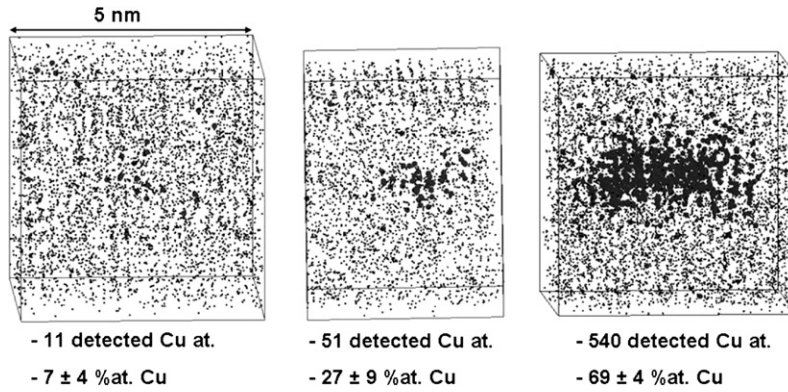 5 nm
- 11 detected Cu at.
- 7 ± 4 %at. Cu
- 51 detected Cu at.
- 27 ± 9 %at. Cu
- 540 detected Cu at.
- 69 ± 4 %at. Cu